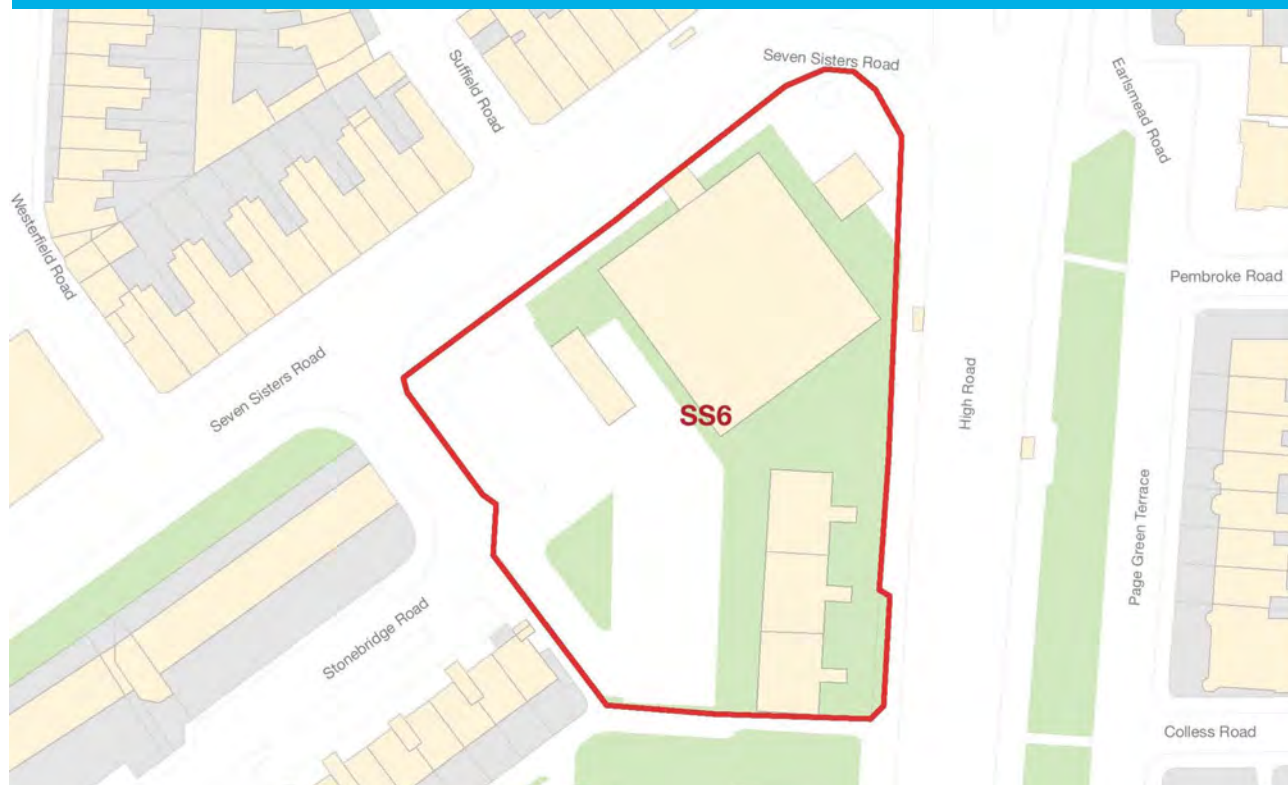 Seven Sisters Road
Suffield Road
Earlsmead Road
Westerfield Road
Pembroke Road
Seven Sisters Road
SS6
High Road
Page Green Terrace
Stonebridge Road
Colless Road